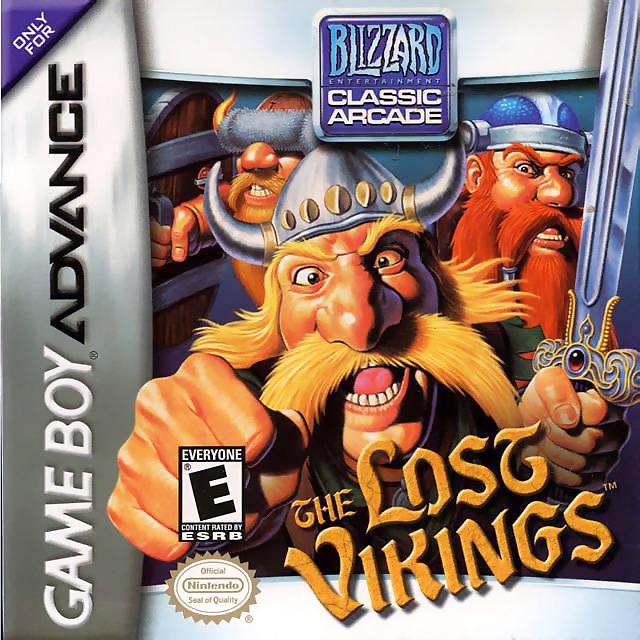 ONLY
FOR
GAME BOY ADVANCE
®
BLIZZARD
ENTERTAINMENT
CLASSIC
ARCADE
EVERYONE
E
CONTENT RATED BY
ESRB
THE LOST
VIKINGS™
Official
Nintendo
Seal of Quality
®